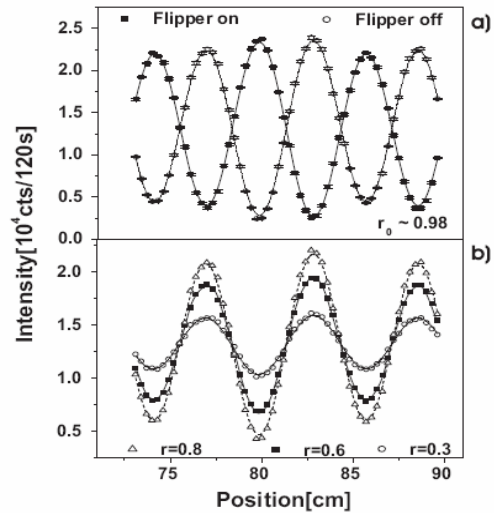 ■ Flipper on ○ Flipper off a)
2.5
2.0
1.5
1.0
0.5
0.0
r₀ ~ 0.98
Intensity[10⁴cts/120s]
b)
2.0
1.5
1.0
0.5
△ r=0.8 ■ r=0.6 ○ r=0.3
75 80 85 90
Position[cm]